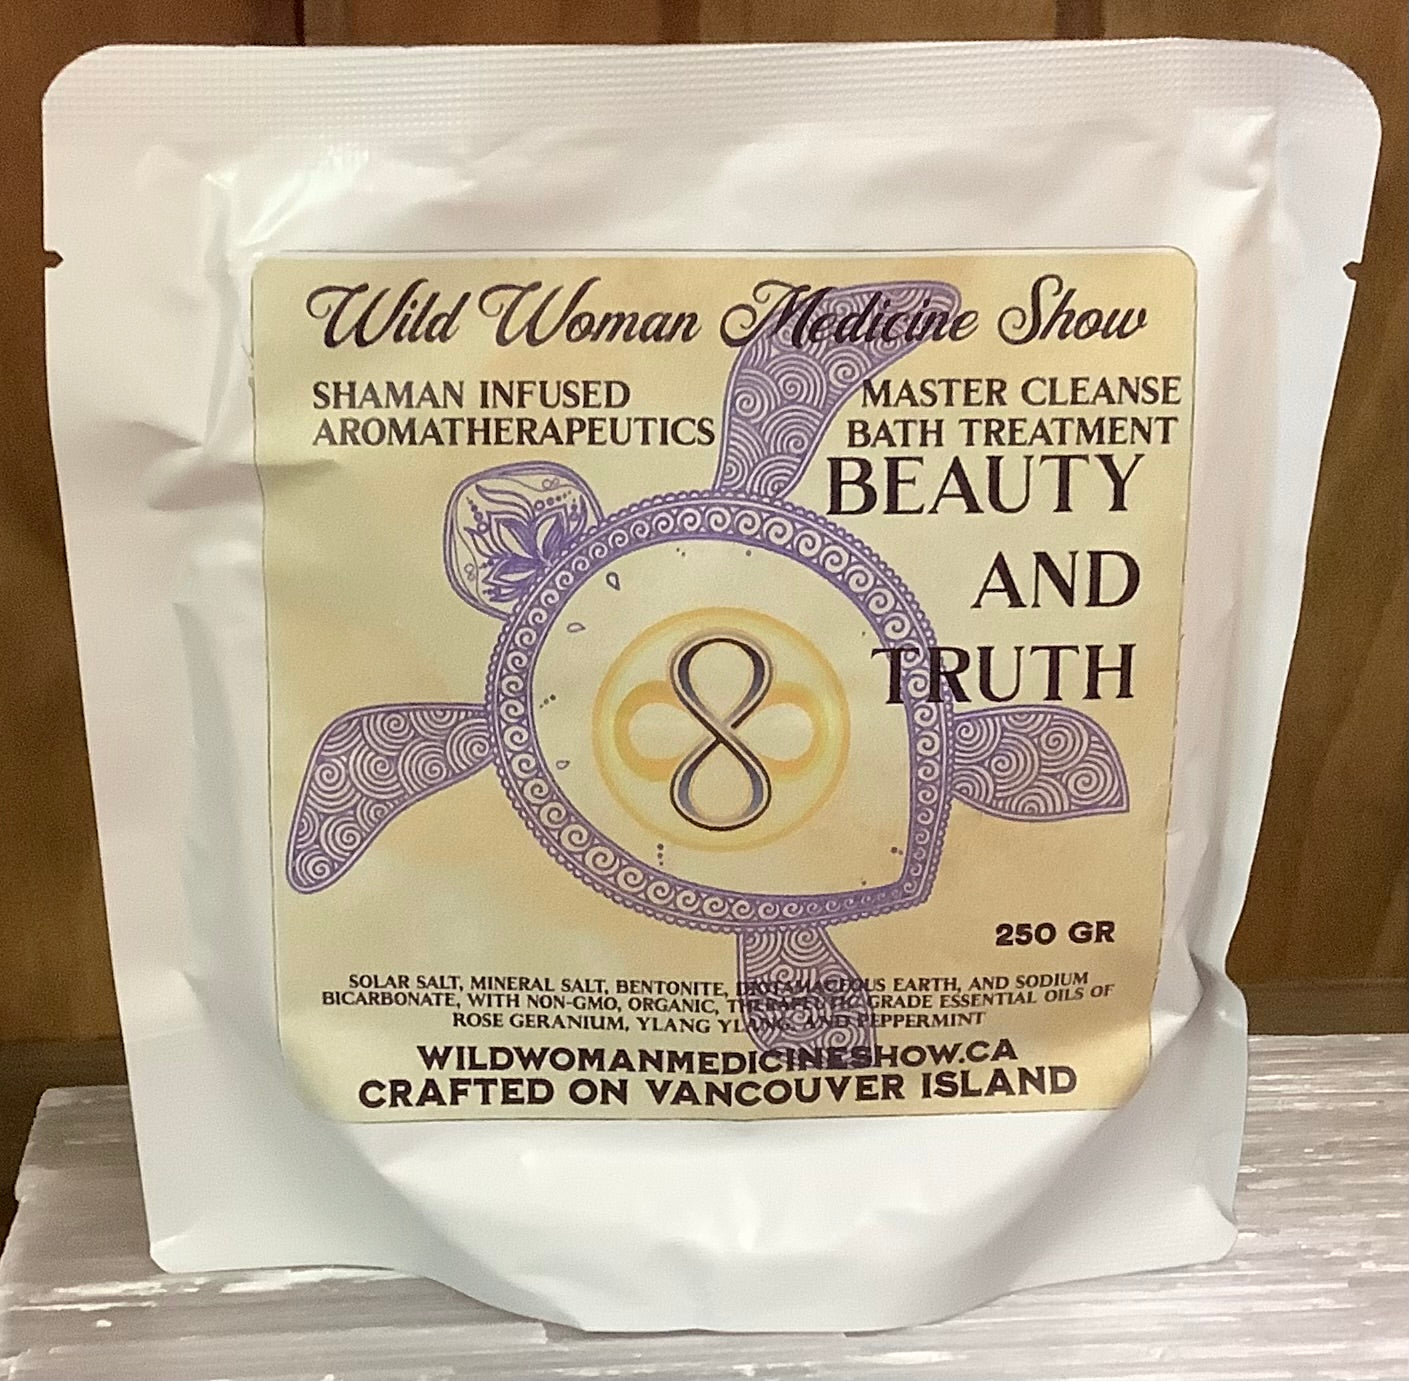 Wild Woman Medicine Show
SHAMAN INFUSED
AROMATHERAPEUTICS
MASTER CLEANSE
BATH TREATMENT
BEAUTY
AND
TRUTH
8
250 GR
SOLAR SALT, MINERAL SALT, BENTONITE, DIOTAMACEOUS EARTH, AND SODIUM
BICARBONATE, WITH NON-GMO, ORGANIC, THERAPEUTIC GRADE ESSENTIAL OILS OF
ROSE GERANIUM, YLANG YLANG, AND PEPPERMINT
WILDWOMANMEDICINESHOW.CA
CRAFTED ON VANCOUVER ISLAND